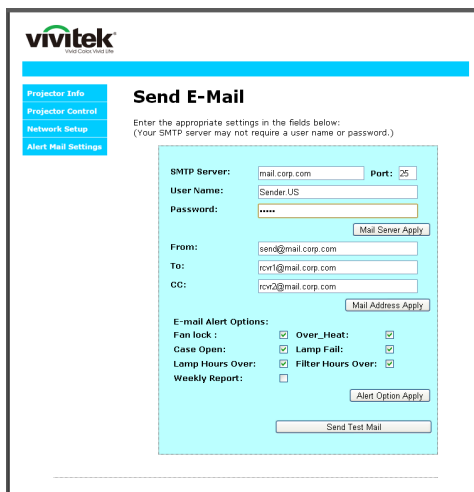 vivitek
Vivid Color, Vivid Life
Projector Info
Projector Control
Network Setup
Alert Mail Settings
Send E-Mail
Enter the appropriate settings in the fields below:
(Your SMTP server may not require a user name or password.)
SMTP Server: mail.corp.com Port: 25
User Name: Sender.US
Password: •••••
Mail Server Apply
From: send@mail.corp.com
To: rcvr1@mail.corp.com
CC: rcvr2@mail.corp.com
Mail Address Apply
E-mail Alert Options:
Fan lock : Over_Heat:
Case Open: Lamp Fail:
Lamp Hours Over: Filter Hours Over:
Weekly Report:
Alert Option Apply
Send Test Mail